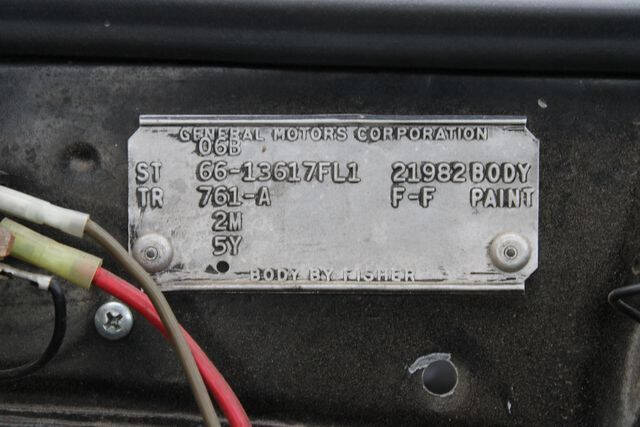 GENERAL MOTORS CORPORATION
06B
ST 66-13617FL1 21982 BODY
TR 761-A F-F PAINT
2M
5Y
BODY BY FISHER